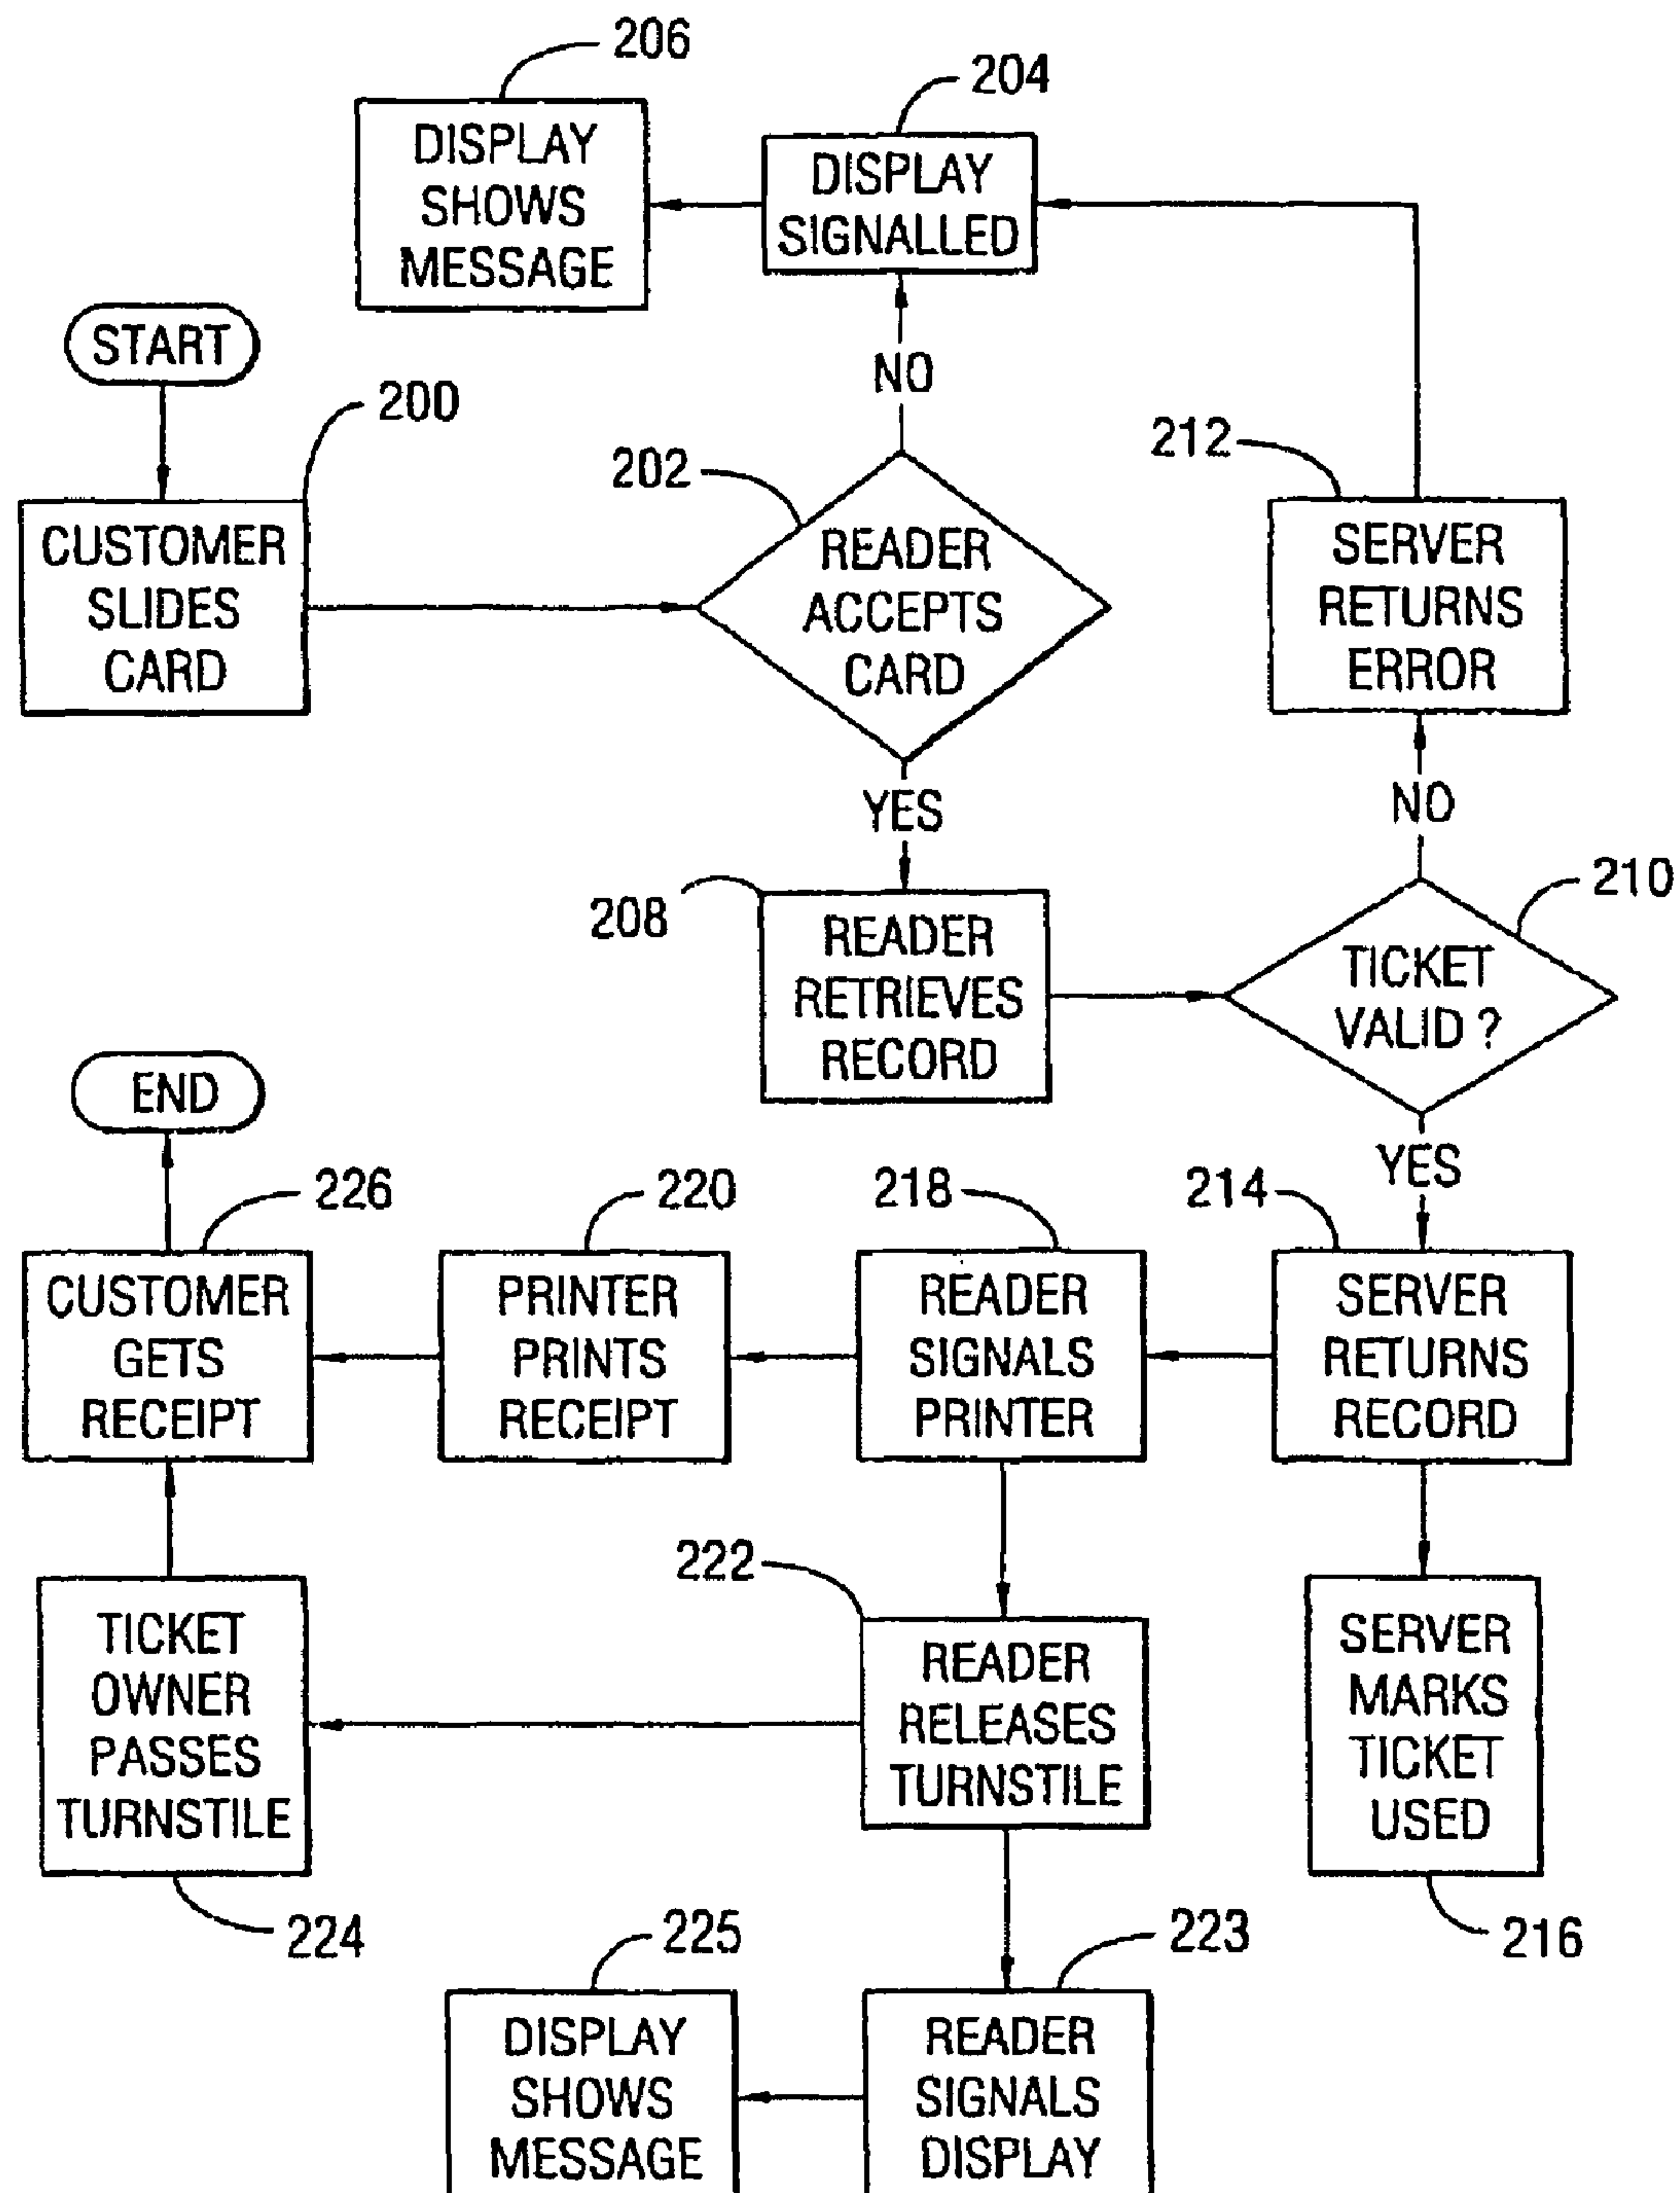 206
204
DISPLAY
SHOWS
MESSAGE
DISPLAY
SIGNALLED
START
NO
200
212
202
CUSTOMER
SLIDES
CARD
READER
ACCEPTS
CARD
SERVER
RETURNS
ERROR
YES
NO
208
210
READER
RETRIEVES
RECORD
TICKET
VALID ?
END
YES
226
220
218
214
CUSTOMER
GETS
RECEIPT
PRINTER
PRINTS
RECEIPT
READER
SIGNALS
PRINTER
SERVER
RETURNS
RECORD
222
TICKET
OWNER
PASSES
TURNSTILE
READER
RELEASES
TURNSTILE
SERVER
MARKS
TICKET
USED
224
225
223
216
DISPLAY
SHOWS
MESSAGE
READER
SIGNALS
DISPLAY